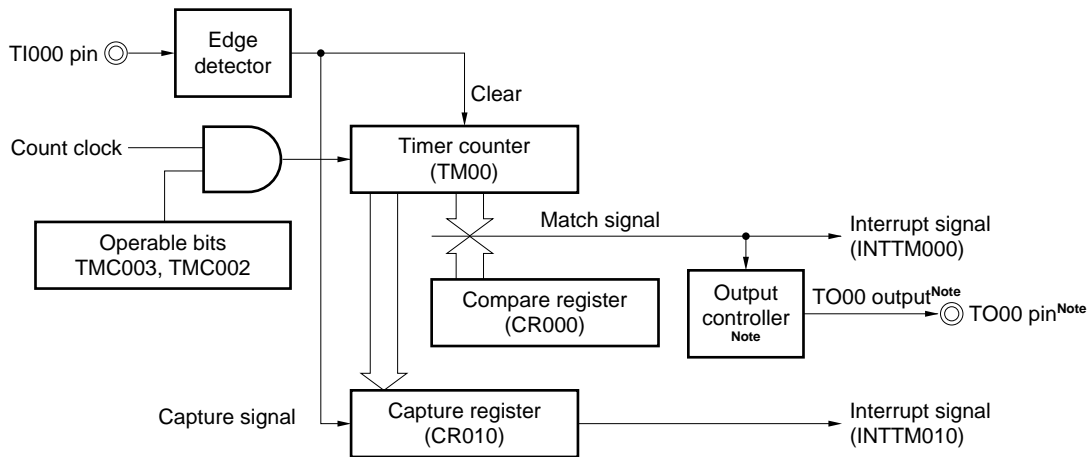 TI000 pin
Edge
detector
Clear
Count clock
Timer counter
(TM00)
Operable bits
TMC003, TMC002
Match signal
Interrupt signal
(INTTM000)
Compare register
(CR000)
Output
controller
Note
TO00 output Note
TO00 pin Note
Capture signal
Capture register
(CR010)
Interrupt signal
(INTTM010)